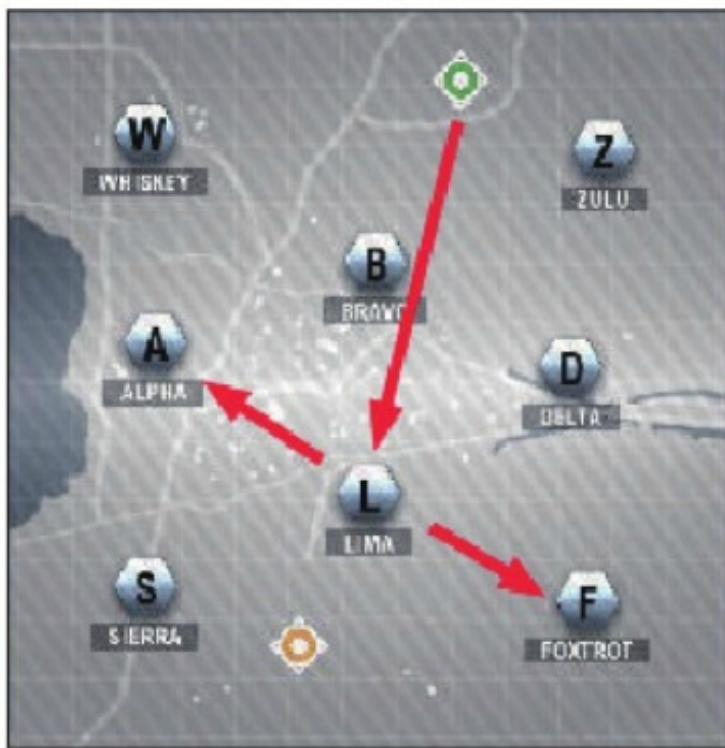 W
WHISKEY
Z
ZULU
B
BRAVO
A
ALPHA
D
DELTA
L
LIMA
S
SIERRA
F
FOXTROT